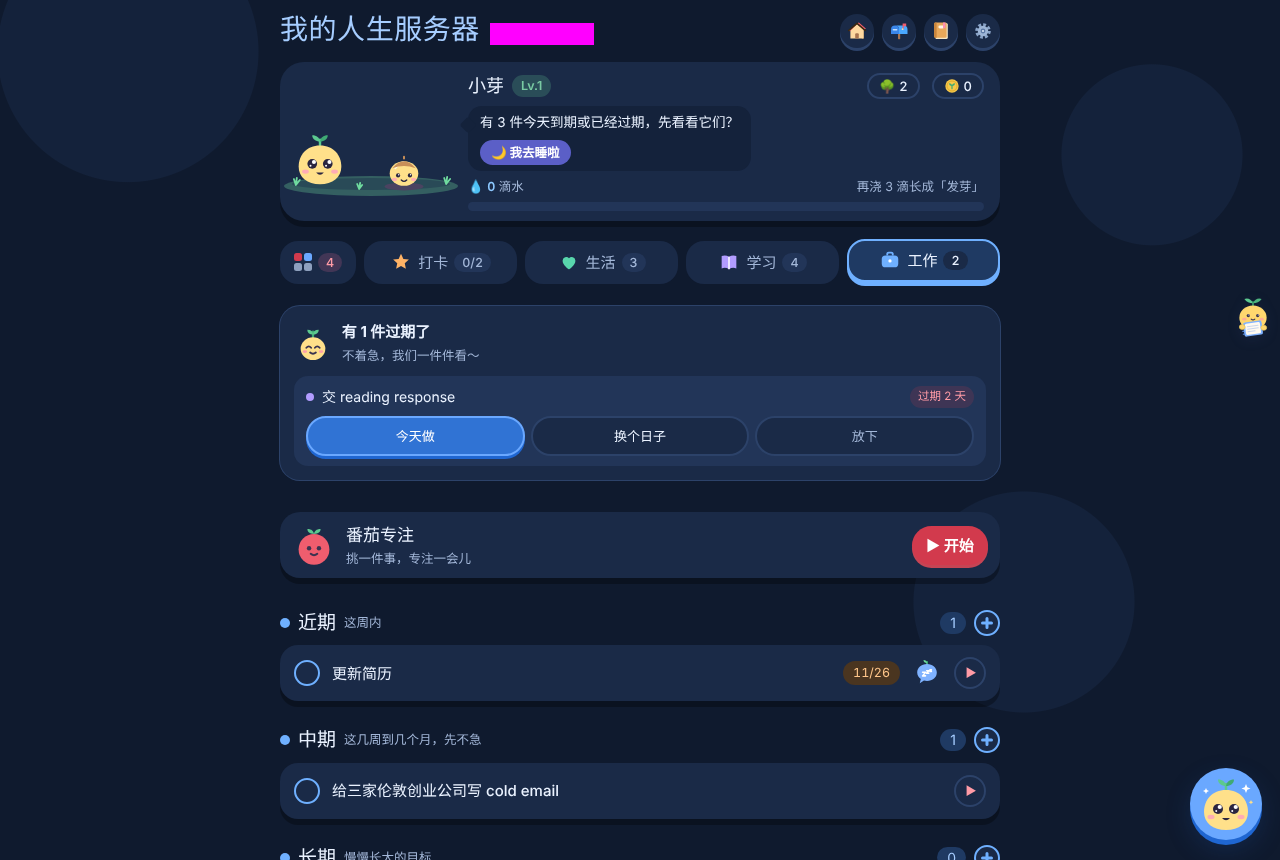 我的人生服务器
小芽 Lv.1 2 0
有 3 件今天到期或已经过期，先看看它们？
我去睡啦
0 滴水 再浇 3 滴长成「发芽」
4 打卡 0/2 生活 3 学习 4 工作 2
有 1 件过期了
不着急，我们一件件看～
交 reading response 过期 2 天
今天做 换个日子 放下
番茄专注
挑一件事，专注一会儿
开始
近期 这周内 1
更新简历 11/26
中期 这几周到几个月，先不急 1
给三家伦敦创业公司写 cold email
长期 慢慢长大的目标 0